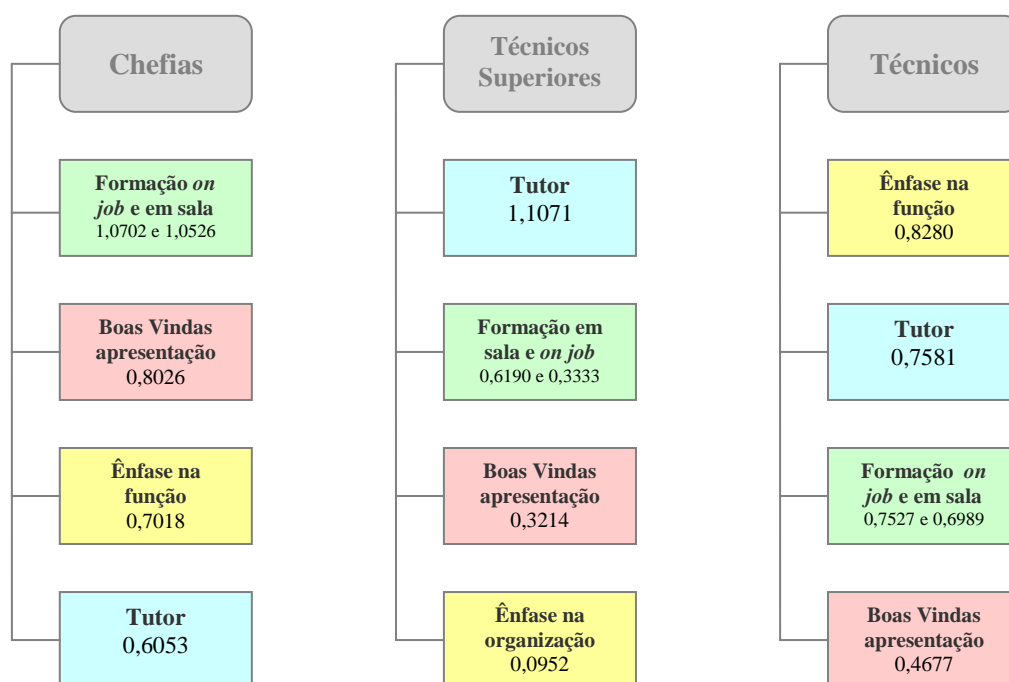 Chefias
Formação on
job e em sala
1,0702 e 1,0526
Boas Vindas
apresentação
0,8026
Ênfase na
função
0,7018
Tutor
0,6053
Técnicos
Superiores
Tutor
1,1071
Formação em
sala e on job
0,6190 e 0,3333
Boas Vindas
apresentação
0,3214
Ênfase na
organização
0,0952
Técnicos
Ênfase na
função
0,8280
Tutor
0,7581
Formação on
job e em sala
0,7527 e 0,6989
Boas Vindas
apresentação
0,4677